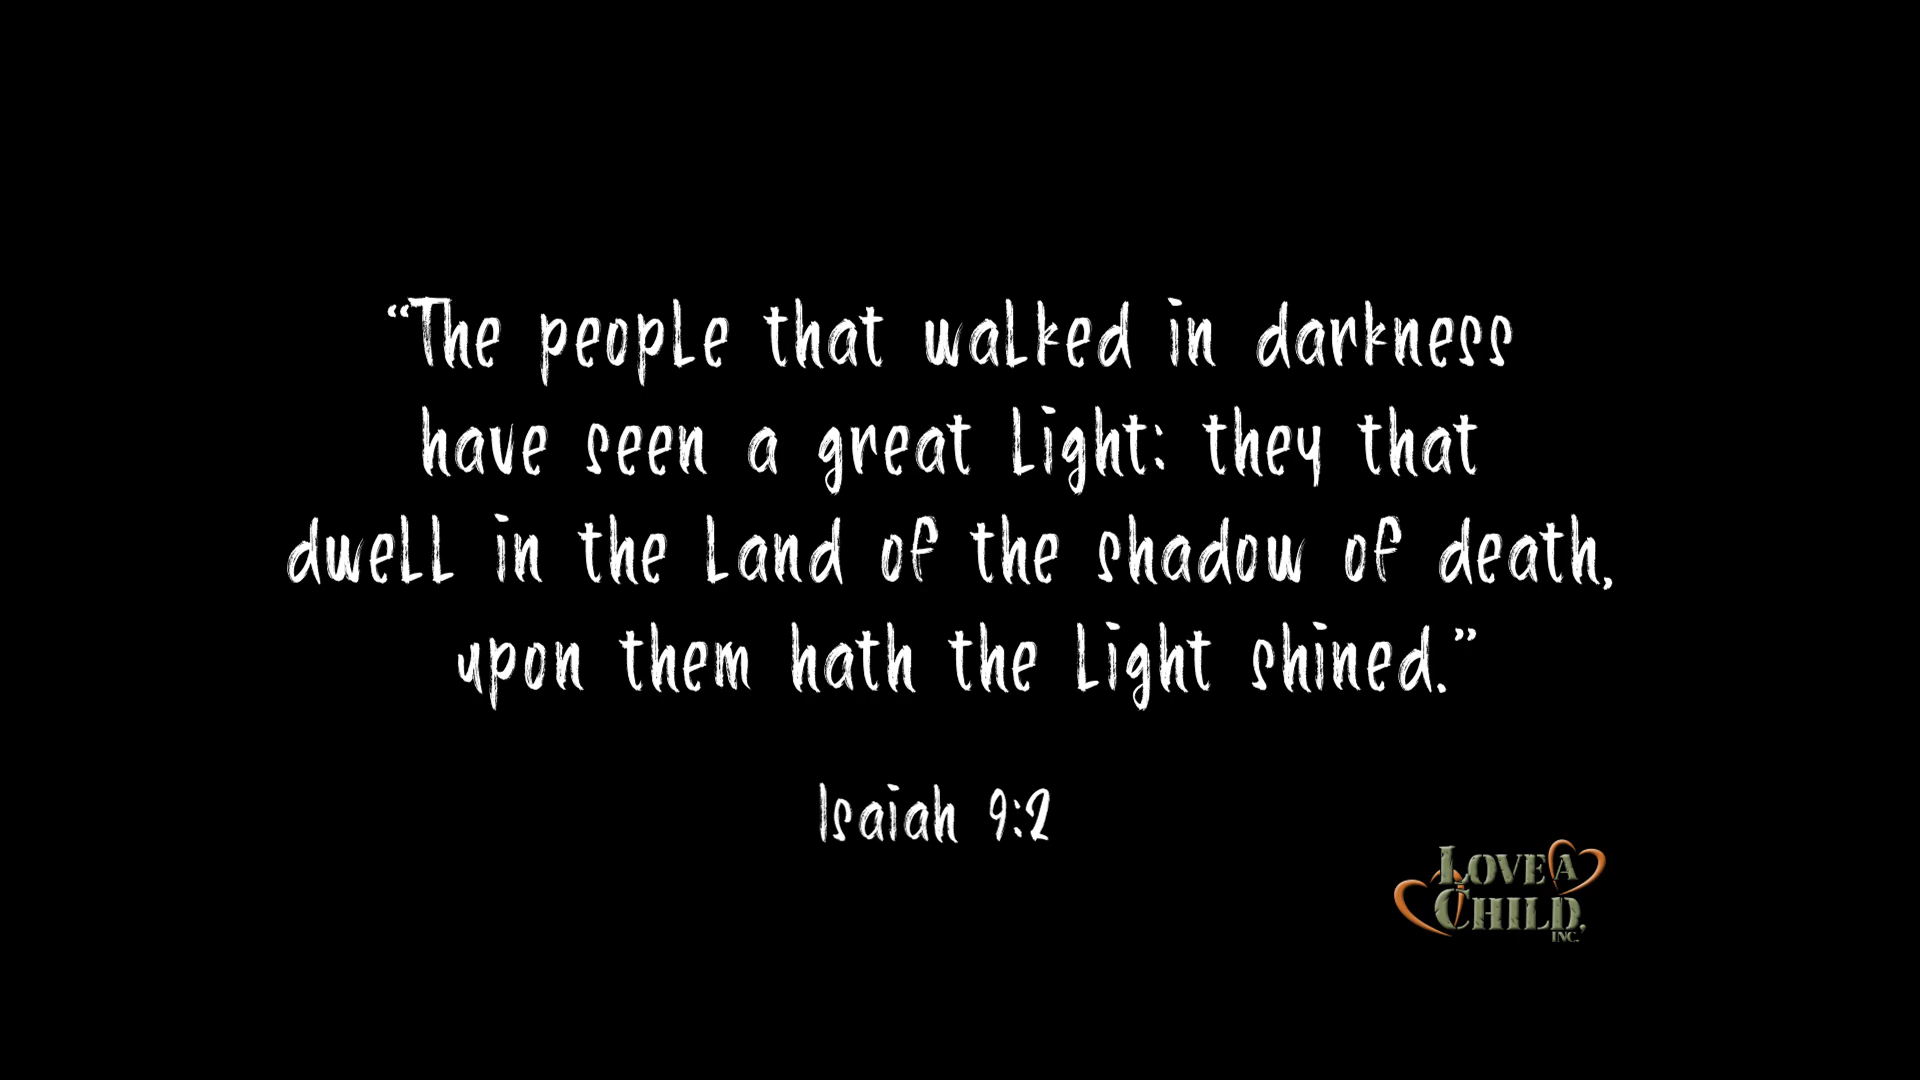 “The people that walked in darkness
have seen a great light: they that
dwell in the land of the shadow of death,
upon them hath the light shined.”
Isaiah 9:2
LOVE A
CHILD,
INC.